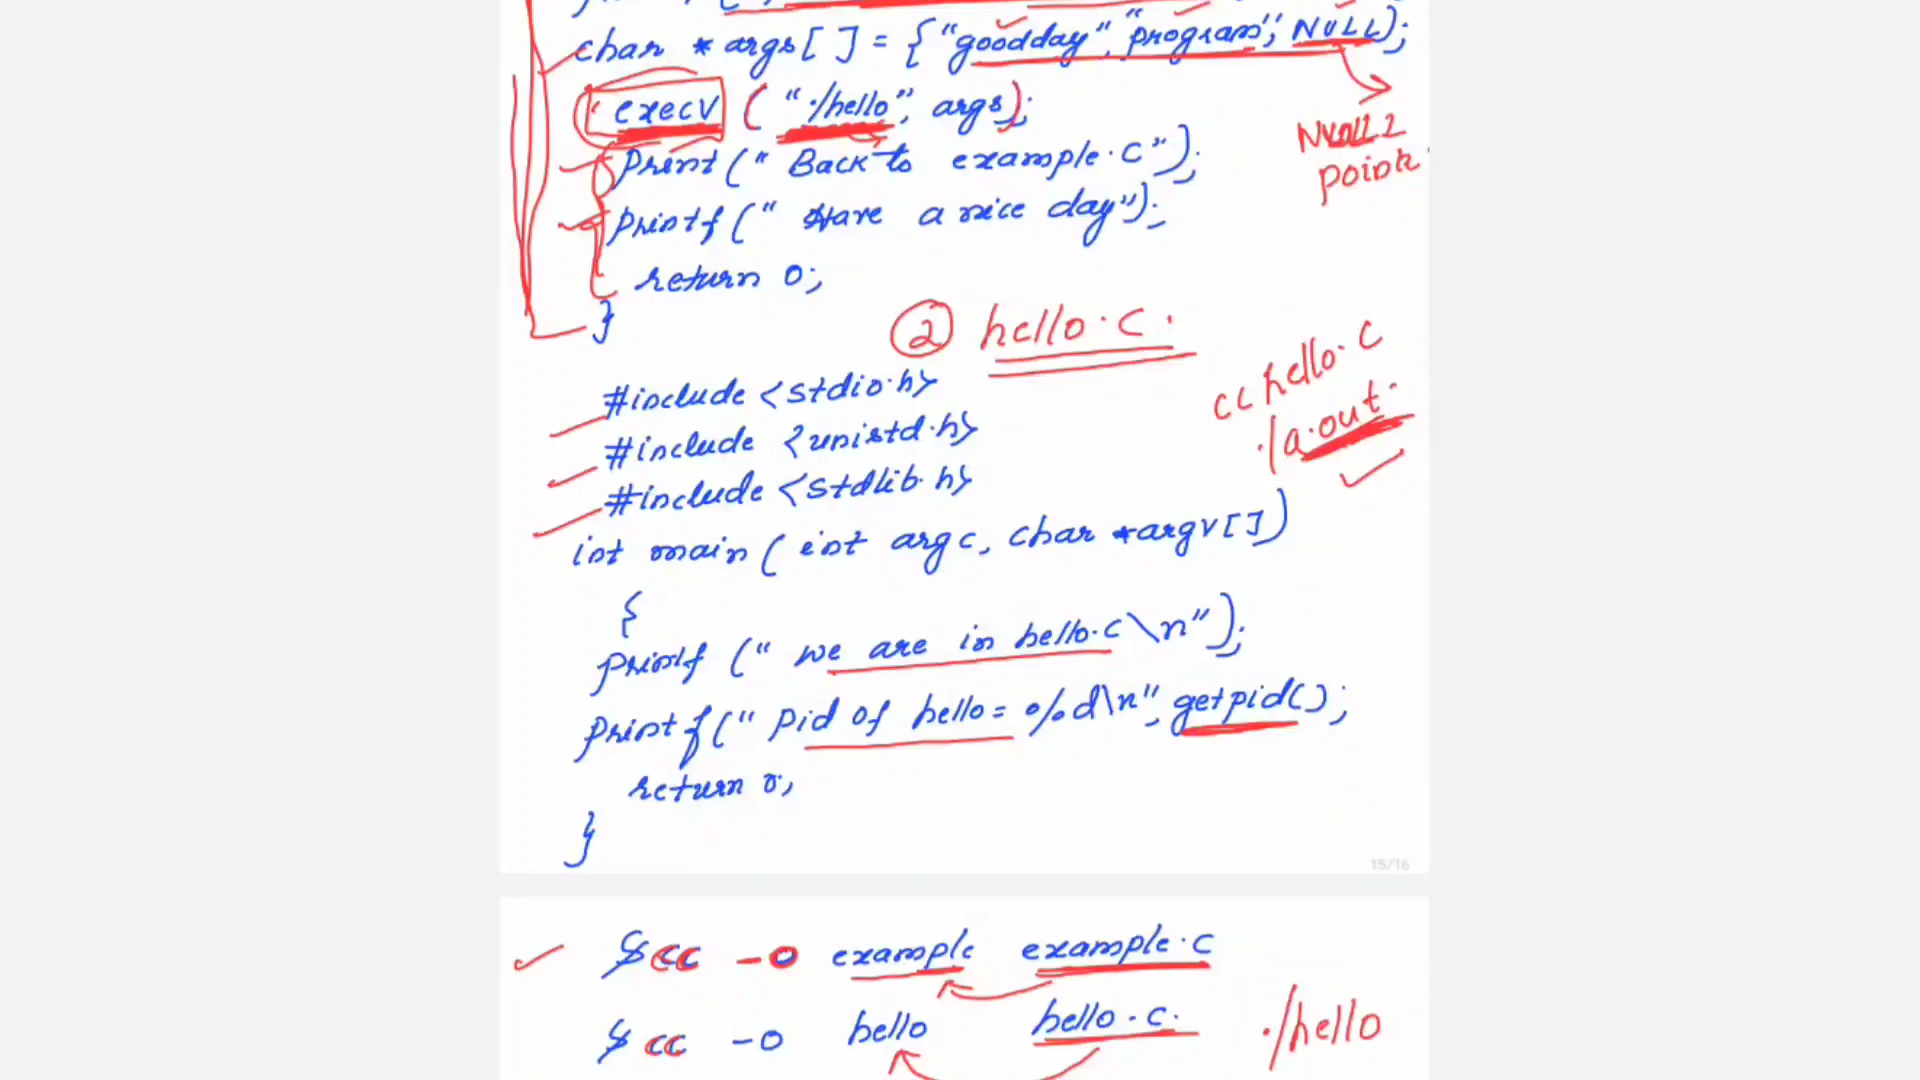 char * args[ ] = {"goodday", "program", NULL};
execv ("./hello", args);
NULL
point
print (" Back to example.c");
printf (" Have a nice day");
return 0;
}
2 hello.c.
cc hello.c
./a.out.
#include <stdio.h>
#include <unistd.h>
#include <stdlib.h>
int main ( int argc, char *argv[])
{
printf (" we are in hello.c\n");
printf (" pid of hello= %d\n", getpid();
return 0;
}
15/16
$ cc -o example example.c
$ cc -o hello hello.c. ./hello